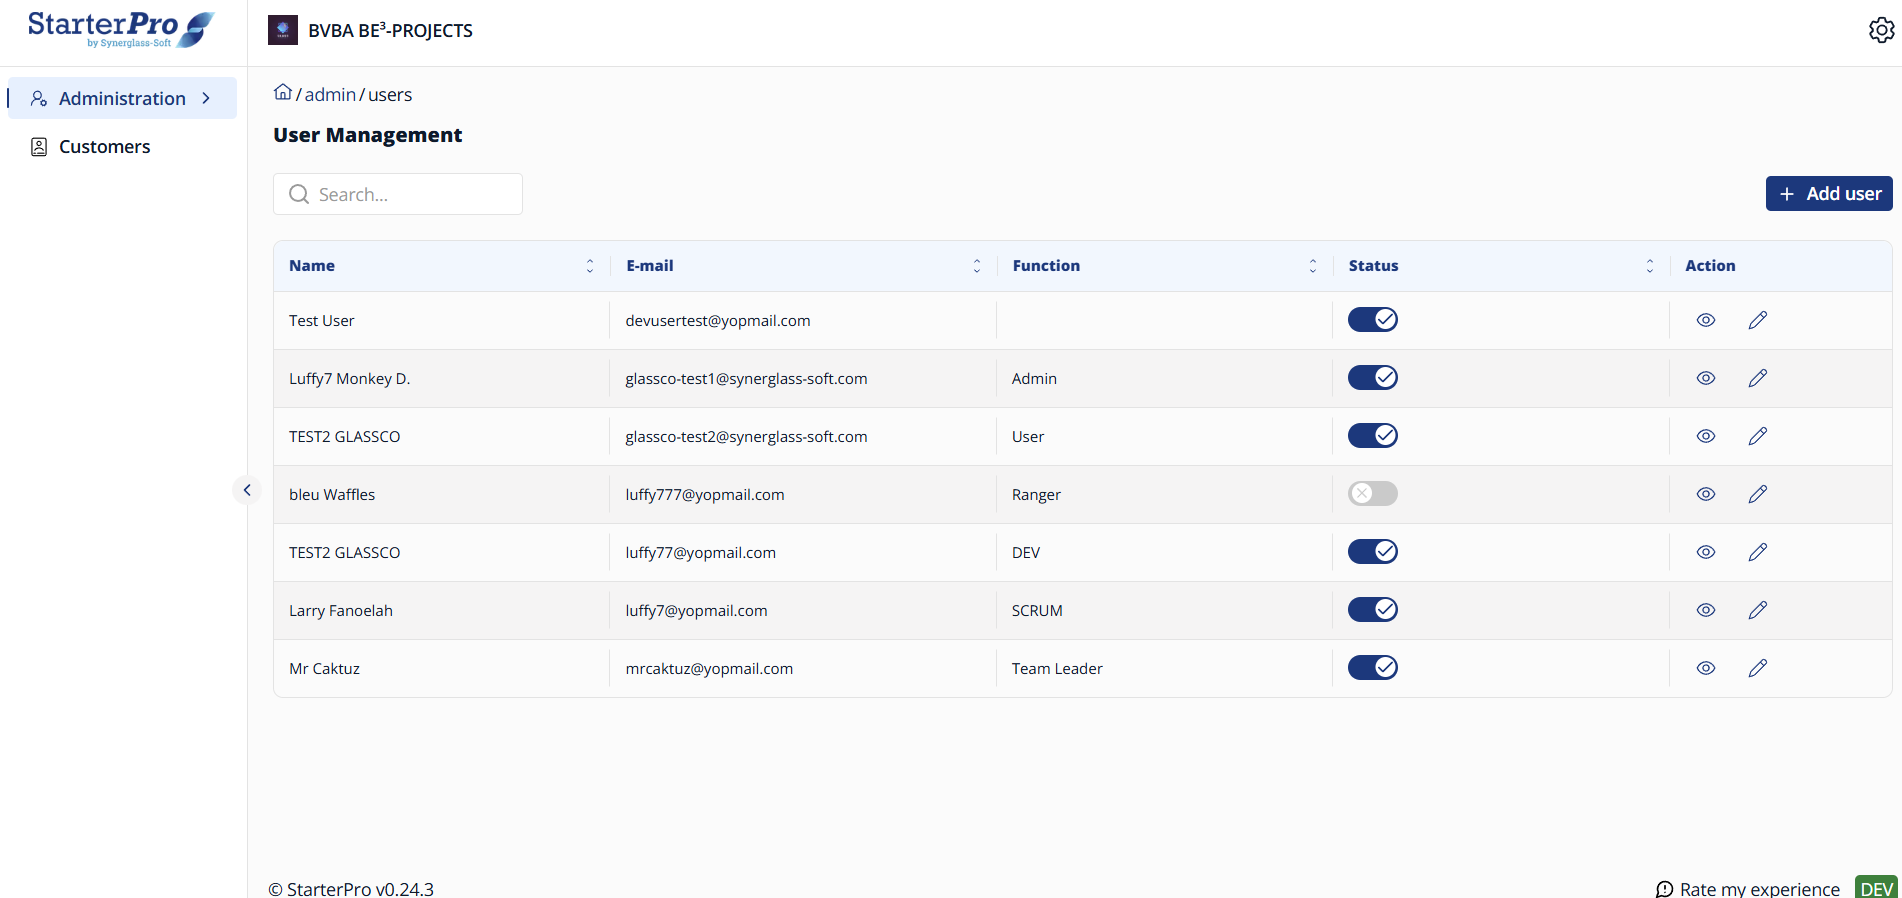 StarterPro
by Synerglass-Soft
BVBA BE³-PROJECTS
Administration
Customers
/ admin / users
User Management
Search...
+ Add user
Name E-mail Function Status Action
Test User devusertest@yopmail.com
Luffy7 Monkey D. glassco-test1@synerglass-soft.com Admin
TEST2 GLASSCO glassco-test2@synerglass-soft.com User
bleu Waffles luffy777@yopmail.com Ranger
TEST2 GLASSCO luffy77@yopmail.com DEV
Larry Fanoelah luffy7@yopmail.com SCRUM
Mr Caktuz mrcaktuz@yopmail.com Team Leader
© StarterPro v0.24.3
Rate my experience DEV